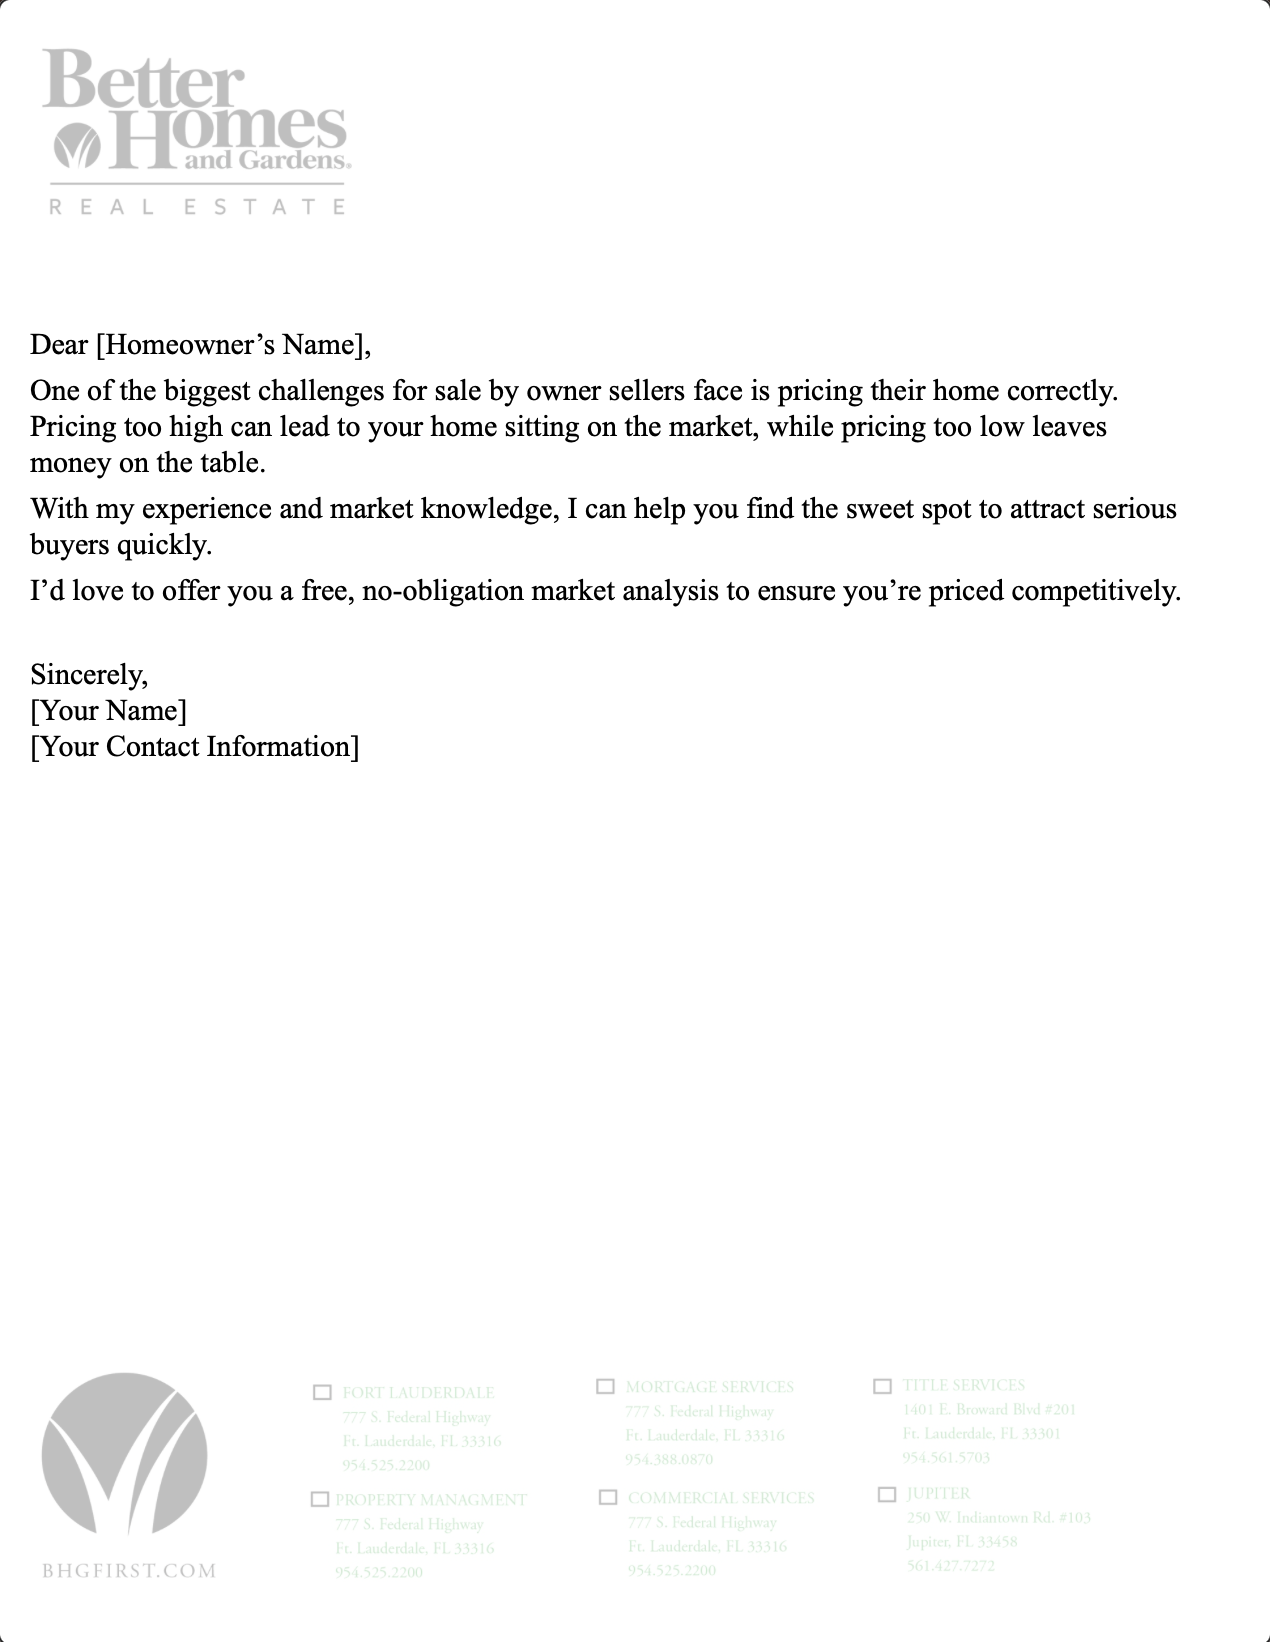 Better
Homes
and Gardens.
REAL ESTATE
Dear [Homeowner’s Name],
One of the biggest challenges for sale by owner sellers face is pricing their home correctly.
Pricing too high can lead to your home sitting on the market, while pricing too low leaves
money on the table.
With my experience and market knowledge, I can help you find the sweet spot to attract serious
buyers quickly.
I’d love to offer you a free, no-obligation market analysis to ensure you’re priced competitively.
Sincerely,
[Your Name]
[Your Contact Information]
FORT LAUDERDALE
777 S. Federal Highway
Ft. Lauderdale, FL 33316
954.525.2200
MORTGAGE SERVICES
777 S. Federal Highway
Ft. Lauderdale, FL 33316
954.388.0870
TITLE SERVICES
1401 E. Broward Blvd #201
Ft. Lauderdale, FL 33301
954.561.5703
PROPERTY MANAGMENT
777 S. Federal Highway
Ft. Lauderdale, FL 33316
954.525.2200
COMMERCIAL SERVICES
777 S. Federal Highway
Ft. Lauderdale, FL 33316
954.525.2200
JUPITER
250 W. Indiantown Rd. #103
Jupiter, FL 33458
561.427.7272
BHGFIRST.COM